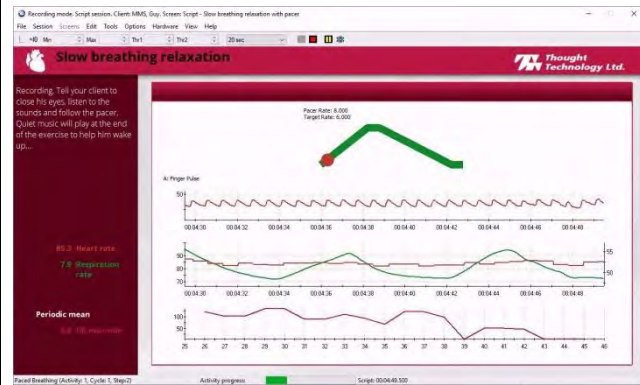 Recording mode. Script session. Client: MMS, Guy. Screen: Script - Slow breathing relaxation with pacer
File Session Screens Edit Tools Options Hardware View Help
Min Max Thr1 Thr2 20 sec
Slow breathing relaxation
Thought
Technology Ltd.
Recording. Tell your client to
close his eyes, listen to the
sounds and follow the pacer.
Quiet music will play at the end
of the exercise to help him wake
up...
Pacer Rate: 8.000
Target Rate: 6.000
A: Finger Pulse
50
00:04:30 00:04:32 00:04:34 00:04:36 00:04:38 00:04:40 00:04:42 00:04:44 00:04:46 00:04:48
85.2 Heart rate
7.9 Respiration
rate
90
80
70
55
50
00:04:30 00:04:32 00:04:34 00:04:36 00:04:38 00:04:40 00:04:42 00:04:44 00:04:46 00:04:48
Periodic mean
100
50
25 26 27 28 29 30 31 32 33 34 35 36 37 38 39 40 41 42 43 44 45 46
Paced Breathing (Activity: 1, Cycle: 1, Step:2) Activity progress Script: 00:04:49.500